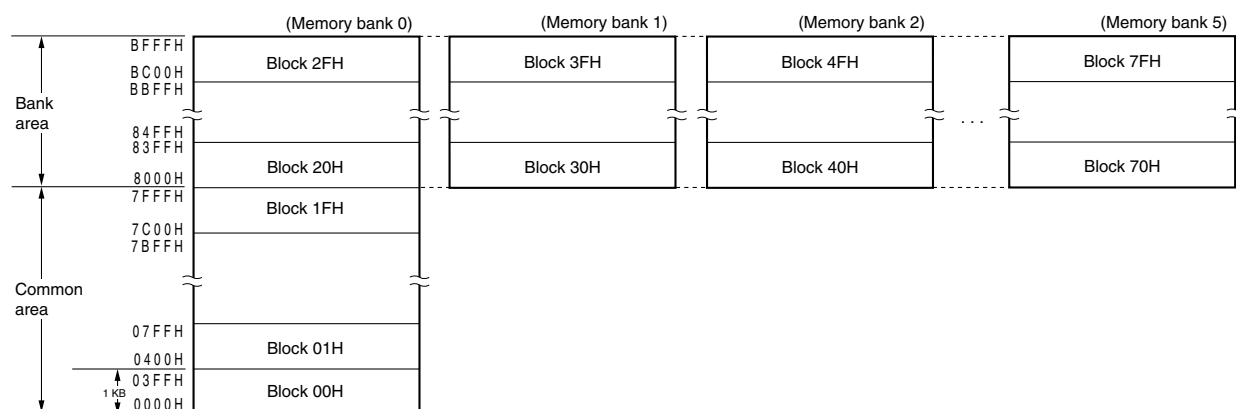 (Memory bank 0) (Memory bank 1) (Memory bank 2) (Memory bank 5)
BFFFH
Block 2FH Block 3FH Block 4FH Block 7FH
BC00H
BBFFH
Bank
area
. . .
84FFH
83FFH
Block 20H Block 30H Block 40H Block 70H
8000H
7FFFH
Block 1FH
7C00H
7BFFH
Common
area
07FFH
Block 01H
0400H
03FFH
1 KB
Block 00H
0000H